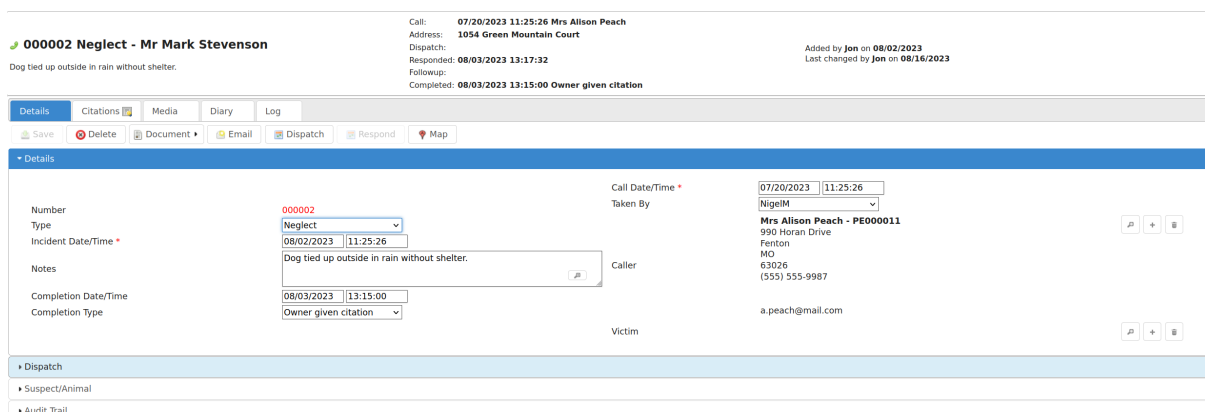 000002 Neglect - Mr Mark Stevenson
Dog tied up outside in rain without shelter.
Call: 07/20/2023 11:25:26 Mrs Alison Peach
Address: 1054 Green Mountain Court
Dispatch:
Responded: 08/03/2023 13:17:32
Followup:
Completed: 08/03/2023 13:15:00 Owner given citation
Added by Jon on 08/02/2023
Last changed by Jon on 08/16/2023
Details Citations Media Diary Log
Save Delete Document Email Dispatch Respond Map
Details
Number 000002
Type Neglect
Incident Date/Time * 08/02/2023 11:25:26
Notes Dog tied up outside in rain without shelter.
Completion Date/Time 08/03/2023 13:15:00
Completion Type Owner given citation
Call Date/Time * 07/20/2023 11:25:26
Taken By NigelM
Caller
Mrs Alison Peach - PE000011
990 Horan Drive
Fenton
MO
63026
(555) 555-9987
a.peach@mail.com
Victim
Dispatch
Suspect/Animal
Audit Trail